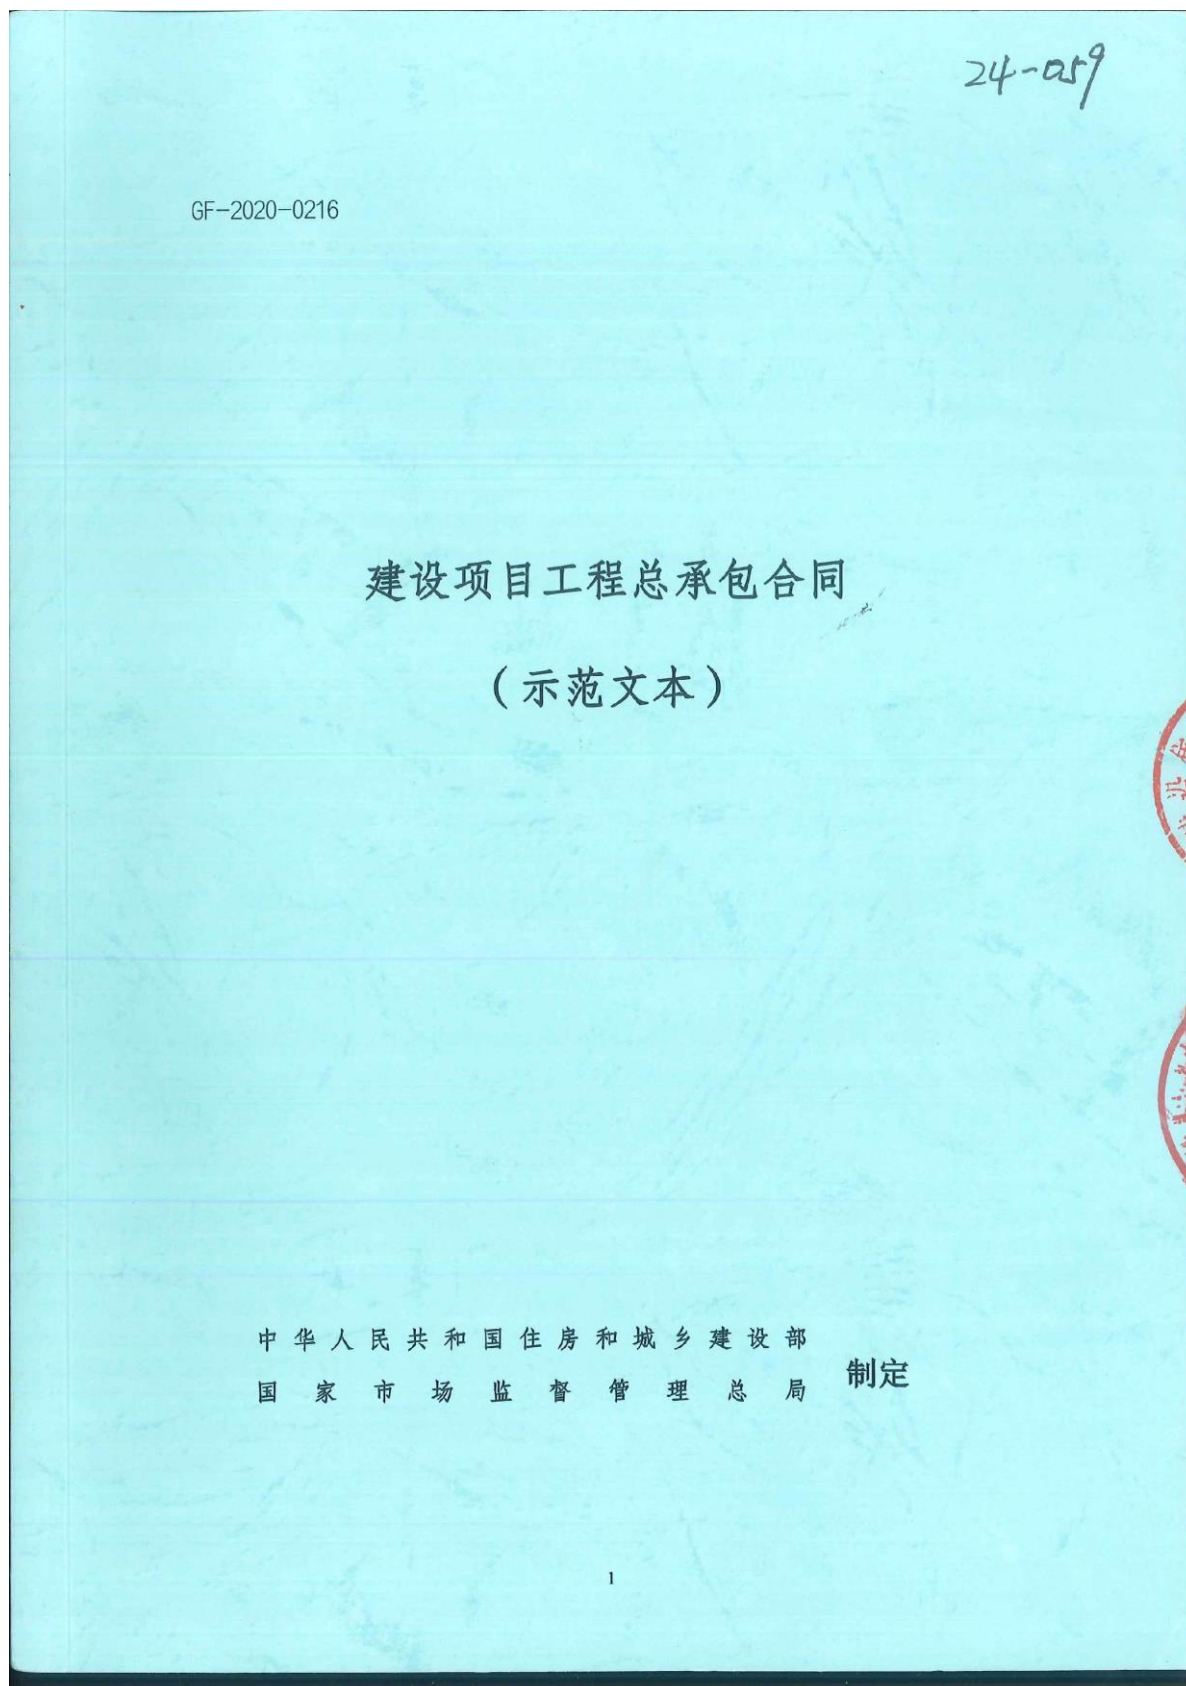 24-059
GF-2020-0216
建设项目工程总承包合同
（示范文本）
中华人民共和国住房和城乡建设部
国家市场监督管理总局
制定
1